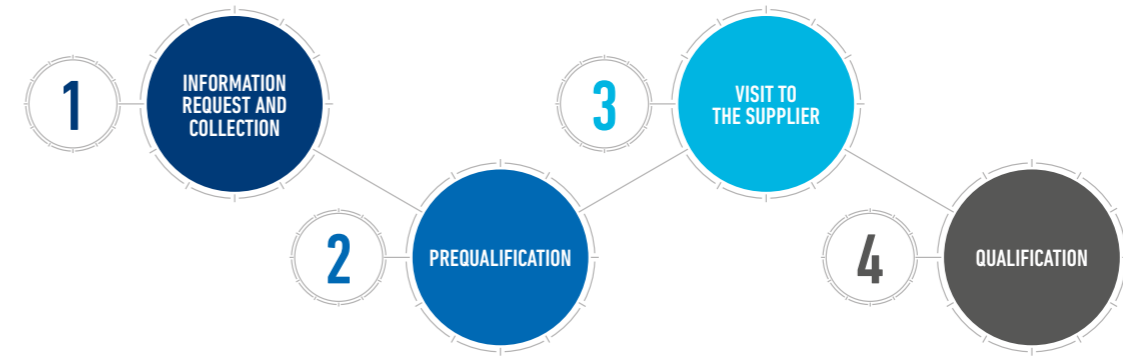 1
INFORMATION
REQUEST AND
COLLECTION
2
PREQUALIFICATION
3
VISIT TO
THE SUPPLIER
4
QUALIFICATION